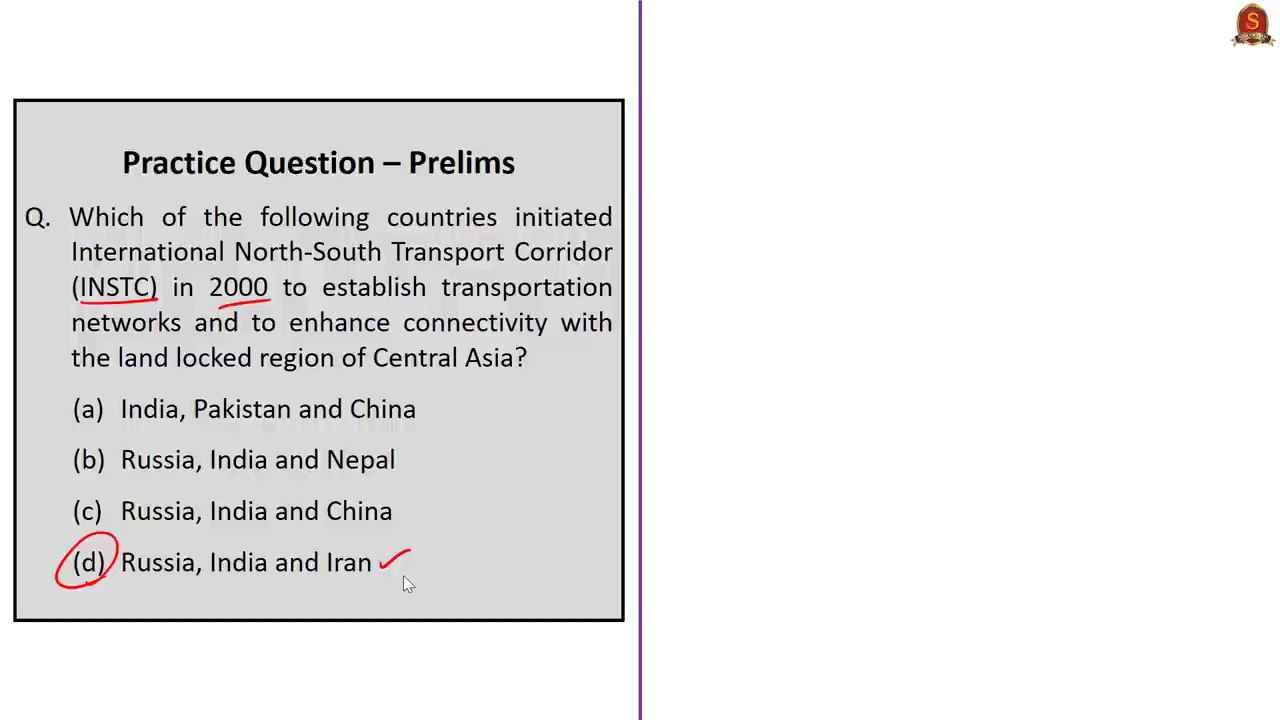 Practice Question – Prelims
Q. Which of the following countries initiated
International North-South Transport Corridor
(INSTC) in 2000 to establish transportation
networks and to enhance connectivity with
the land locked region of Central Asia?
(a) India, Pakistan and China
(b) Russia, India and Nepal
(c) Russia, India and China
(d) Russia, India and Iran
S